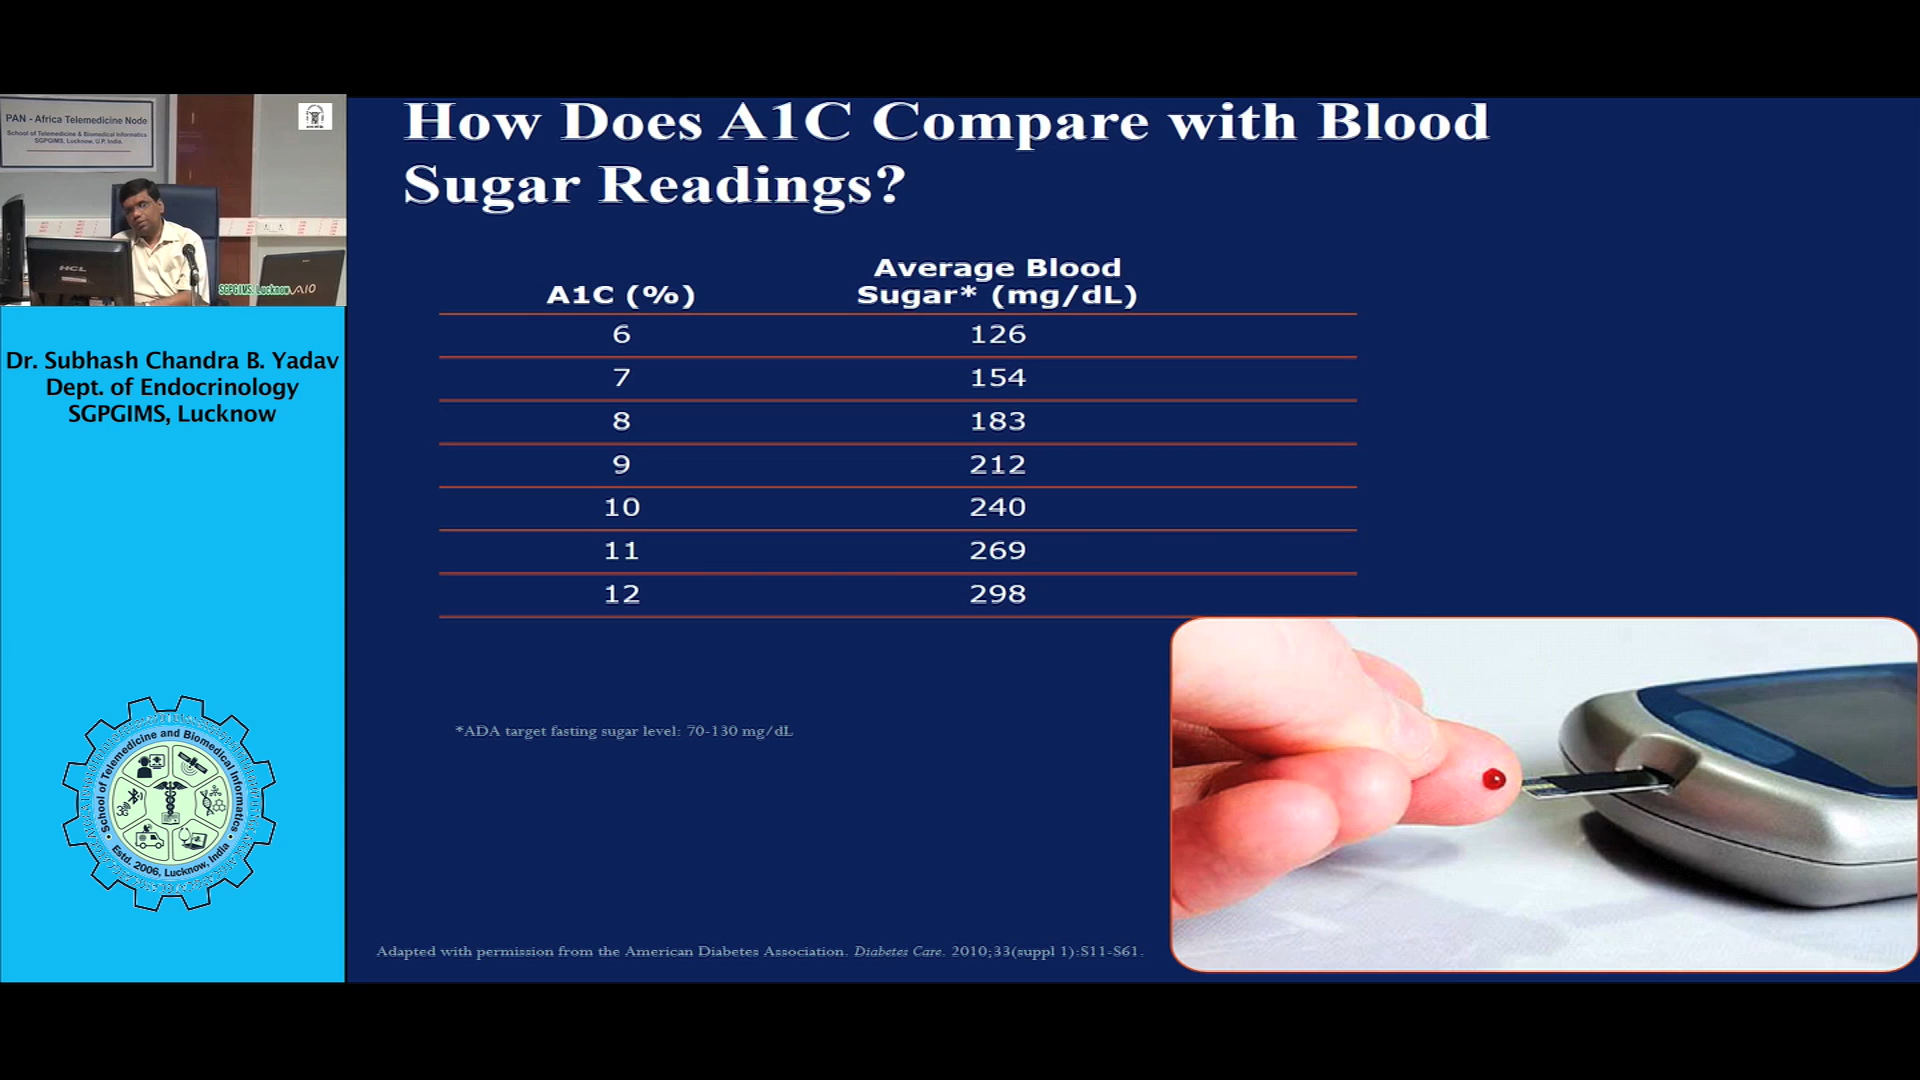 PAN - Africa Telemedicine Node
School of Telemedicine & Biomedical Informatics
SGPGIMS, Lucknow, U.P. India.
HCL
SGPGIMS, Lucknow
VAIO
Dr. Subhash Chandra B. Yadav
Dept. of Endocrinology
SGPGIMS, Lucknow
School of Telemedicine and Biomedical Informatics
Estd. 2006, Lucknow, India
How Does A1C Compare with Blood
Sugar Readings?
Average Blood
A1C (%) Sugar* (mg/dL)
6 126
7 154
8 183
9 212
10 240
11 269
12 298
*ADA target fasting sugar level: 70-130 mg/dL
Adapted with permission from the American Diabetes Association. Diabetes Care. 2010;33(suppl 1):S11-S61.